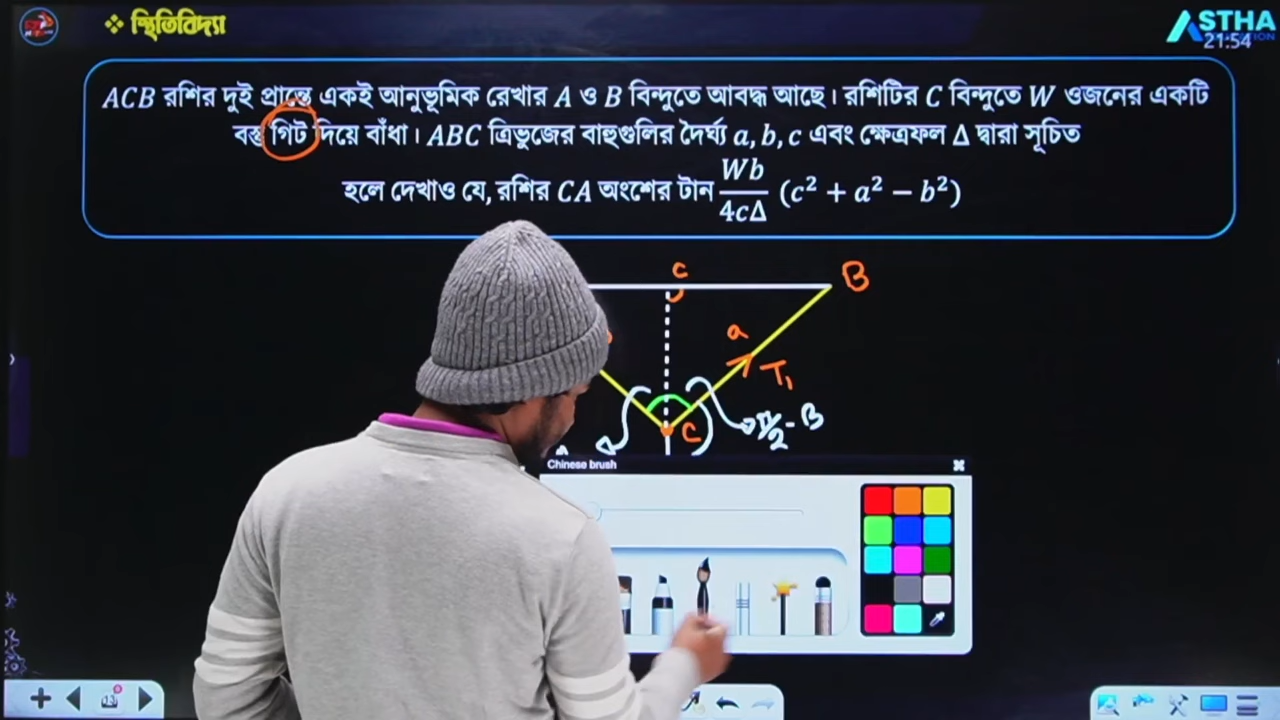 ❖ স্থিতিবিদ্যা
ASTHA
21:54
ACB রশির দুই প্রান্তে একই আনুভূমিক রেখার A ও B বিন্দুতে আবদ্ধ আছে। রশিটির C বিন্দুতে W ওজনের একটি
বস্তু গিট দিয়ে বাঁধা। ABC ত্রিভুজের বাহুগুলির দৈর্ঘ্য a, b, c এবং ক্ষেত্রফল Δ দ্বারা সূচিত
হলে দেখাও যে, রশির CA অংশের টান Wb/4cΔ (c² + a² − b²)
c
B
a
T₁
C
π/2 - B
Chinese brush